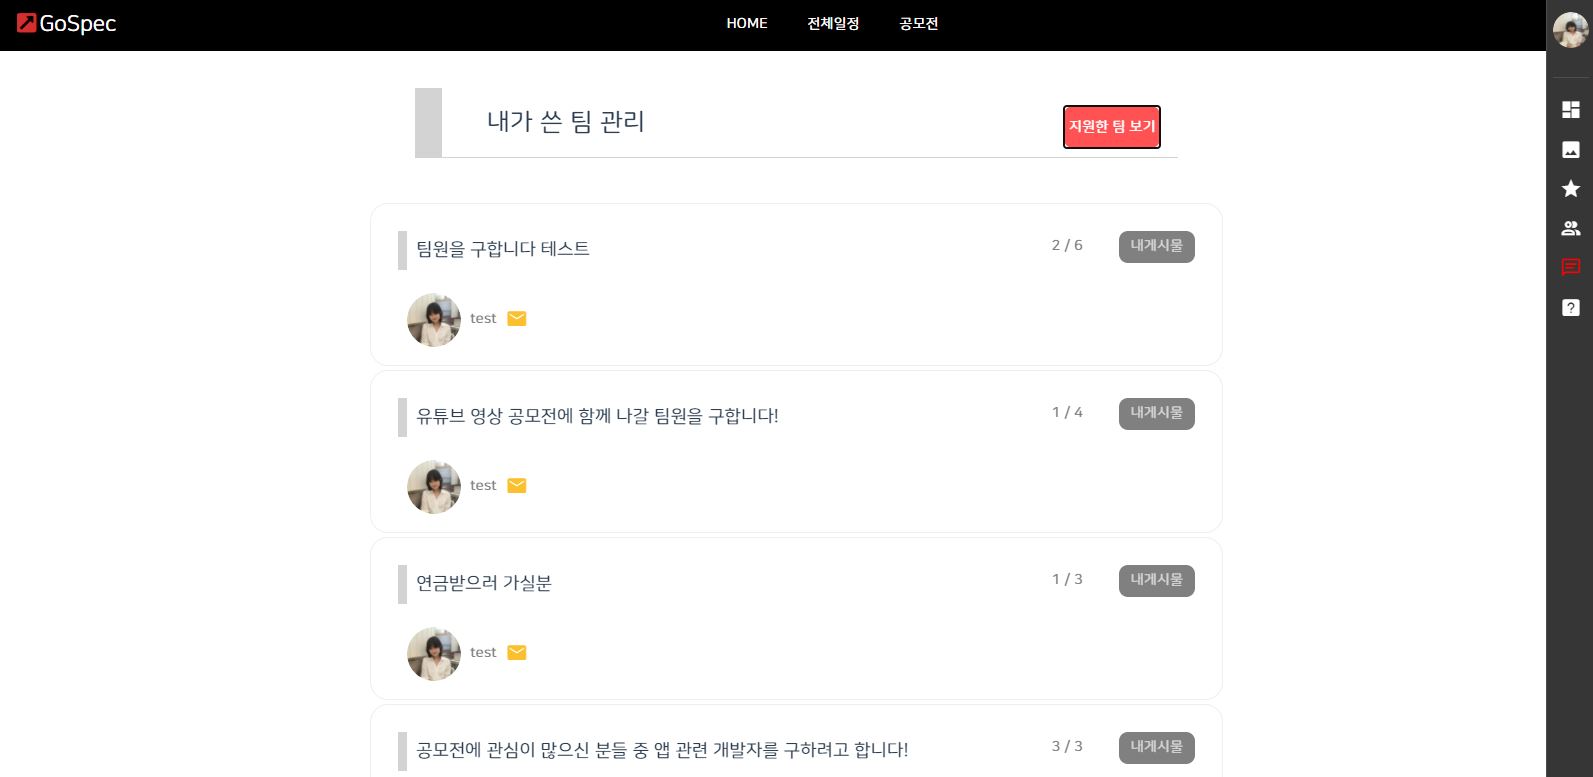 GoSpec
HOME 전체일정 공모전
내가 쓴 팀 관리
지원한 팀 보기
팀원을 구합니다 테스트
2 / 6
내게시물
test
유튜브 영상 공모전에 함께 나갈 팀원을 구합니다!
1 / 4
내게시물
test
연금받으러 가실분
1 / 3
내게시물
test
공모전에 관심이 많으신 분들 중 앱 관련 개발자를 구하려고 합니다!
3 / 3
내게시물